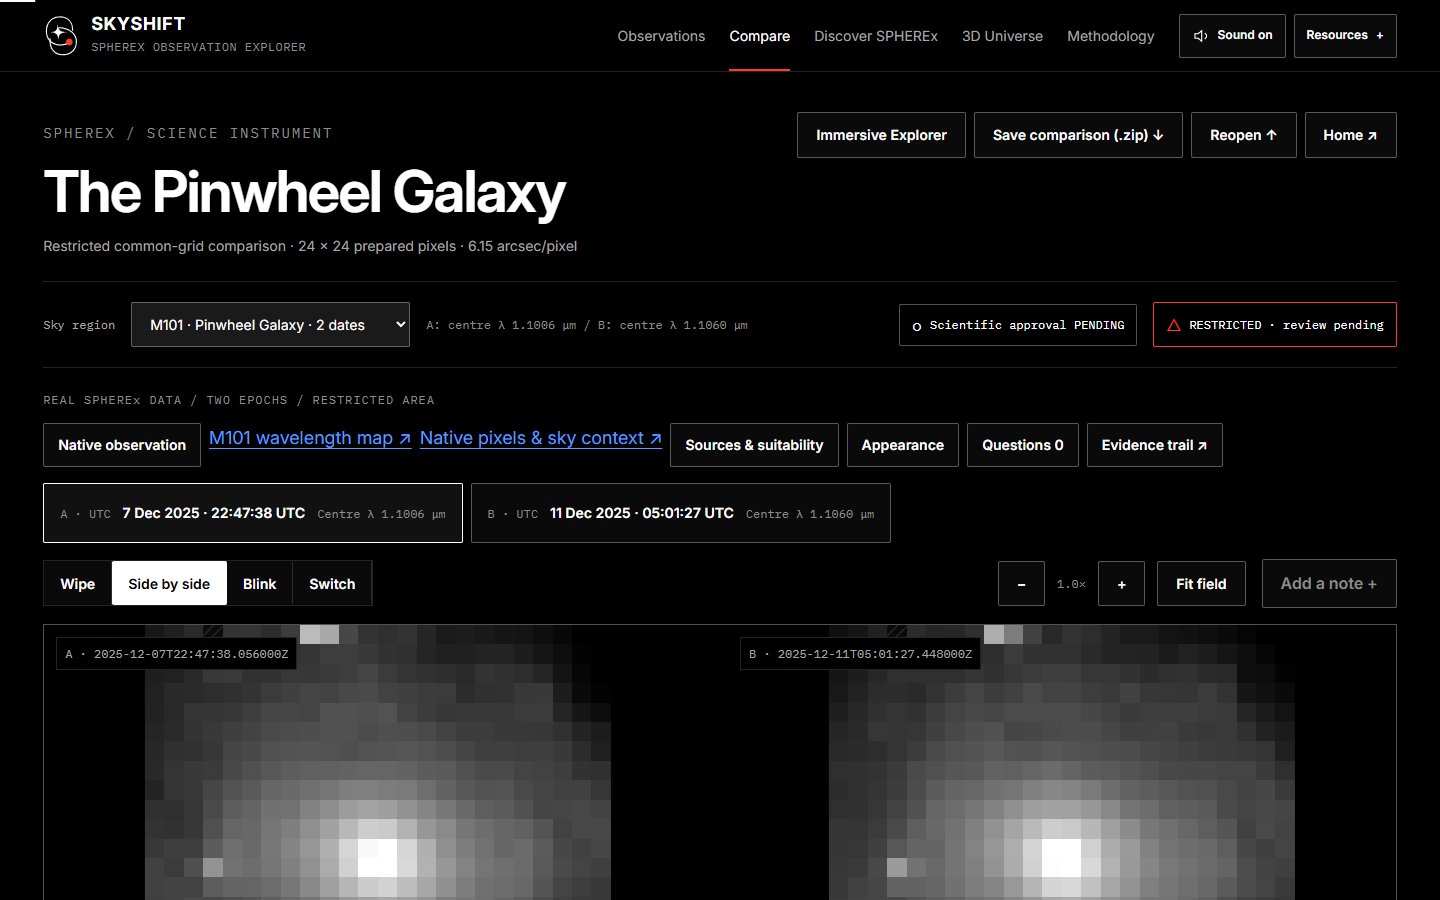 SKYSHIFT
SPHEREX OBSERVATION EXPLORER
Observations
Compare
Discover SPHEREx
3D Universe
Methodology
Sound on
Resources +
SPHEREX / SCIENCE INSTRUMENT
Immersive Explorer
Save comparison (.zip) ↓
Reopen ↑
Home ↗
The Pinwheel Galaxy
Restricted common-grid comparison · 24 × 24 prepared pixels · 6.15 arcsec/pixel
Sky region
M101 · Pinwheel Galaxy · 2 dates
A: centre λ 1.1006 µm / B: centre λ 1.1060 µm
Scientific approval PENDING
RESTRICTED · review pending
REAL SPHEREx DATA / TWO EPOCHS / RESTRICTED AREA
Native observation
M101 wavelength map ↗
Native pixels & sky context ↗
Sources & suitability
Appearance
Questions 0
Evidence trail ↗
A · UTC 7 Dec 2025 · 22:47:38 UTC Centre λ 1.1006 µm
B · UTC 11 Dec 2025 · 05:01:27 UTC Centre λ 1.1060 µm
Wipe
Side by side
Blink
Switch
−
1.0×
+
Fit field
Add a note +
A · 2025-12-07T22:47:38.056000Z
B · 2025-12-11T05:01:27.448000Z